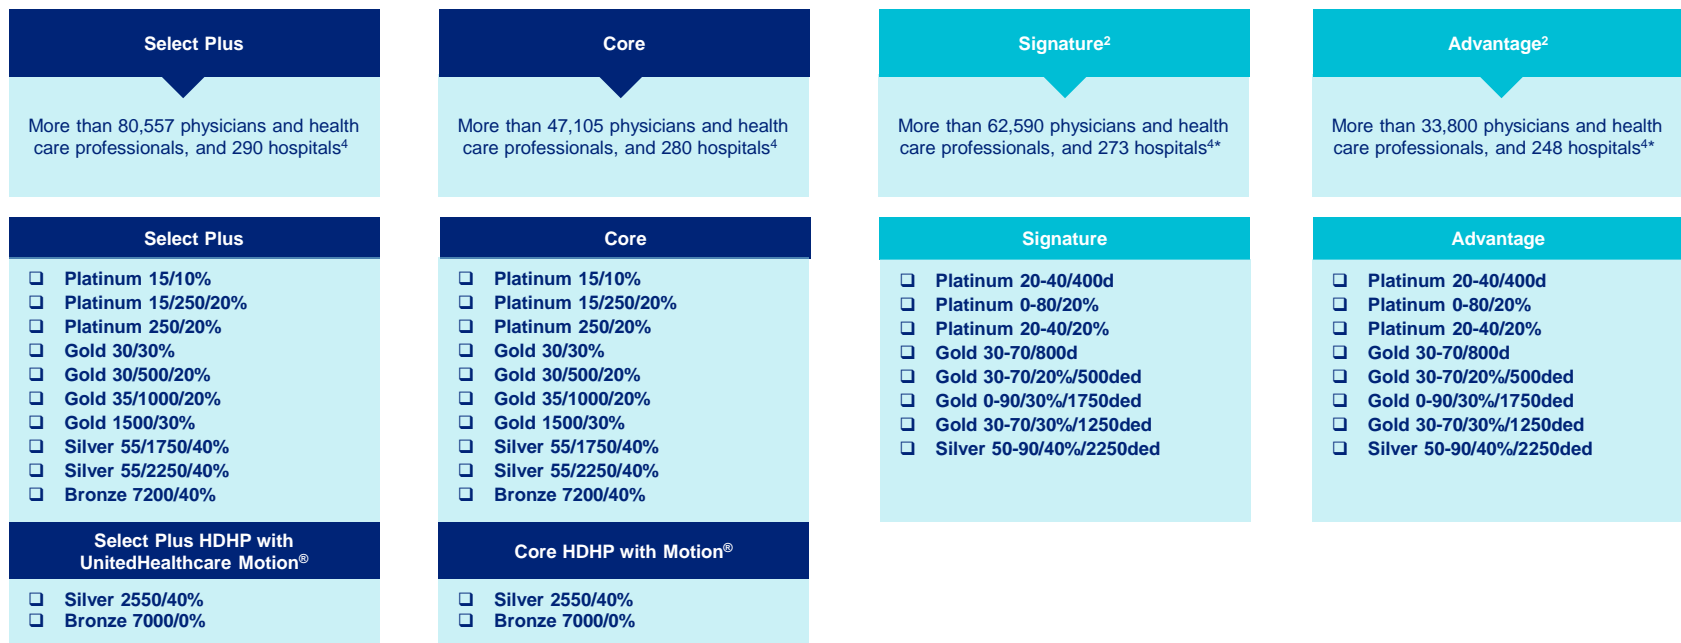 Select Plus
More than 80,557 physicians and health
care professionals, and 290 hospitals⁴
Core
More than 47,105 physicians and health
care professionals, and 280 hospitals⁴
Signature²
More than 62,590 physicians and health
care professionals, and 273 hospitals⁴*
Advantage²
More than 33,800 physicians and health
care professionals, and 248 hospitals⁴*
Select Plus
❑ Platinum 15/10%
❑ Platinum 15/250/20%
❑ Platinum 250/20%
❑ Gold 30/30%
❑ Gold 30/500/20%
❑ Gold 35/1000/20%
❑ Gold 1500/30%
❑ Silver 55/1750/40%
❑ Silver 55/2250/40%
❑ Bronze 7200/40%
Select Plus HDHP with
UnitedHealthcare Motion®
❑ Silver 2550/40%
❑ Bronze 7000/0%
Core
❑ Platinum 15/10%
❑ Platinum 15/250/20%
❑ Platinum 250/20%
❑ Gold 30/30%
❑ Gold 30/500/20%
❑ Gold 35/1000/20%
❑ Gold 1500/30%
❑ Silver 55/1750/40%
❑ Silver 55/2250/40%
❑ Bronze 7200/40%
Core HDHP with Motion®
❑ Silver 2550/40%
❑ Bronze 7000/0%
Signature
❑ Platinum 20-40/400d
❑ Platinum 0-80/20%
❑ Platinum 20-40/20%
❑ Gold 30-70/800d
❑ Gold 30-70/20%/500ded
❑ Gold 0-90/30%/1750ded
❑ Gold 30-70/30%/1250ded
❑ Silver 50-90/40%/2250ded
Advantage
❑ Platinum 20-40/400d
❑ Platinum 0-80/20%
❑ Platinum 20-40/20%
❑ Gold 30-70/800d
❑ Gold 30-70/20%/500ded
❑ Gold 0-90/30%/1750ded
❑ Gold 30-70/30%/1250ded
❑ Silver 50-90/40%/2250ded